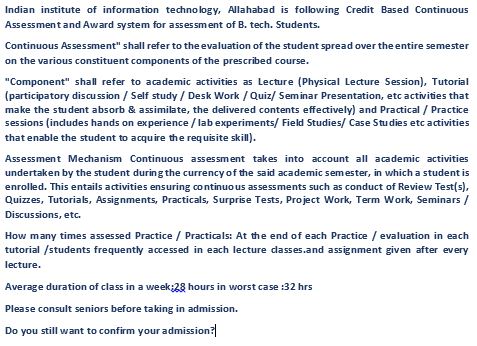 Indian institute of information technology, Allahabad is following Credit Based Continuous
Assessment and Award system for assessment of B. tech. Students.
Continuous Assessment" shall refer to theevaluation of the student spread over theentire semester
on the various constituent components of the prescribed course.
"Component" shall refer to academic activities as Lecture (Physical Lecture Session), Tutorial
(participatory discussion / Self study / Desk Work / Quiz/ Seminar Presentation, etc activities that
make the student absorb & assimilate, the delivered contents effectively) and Practical / Practice
sessions (includes hands on experience / lab experiments/ Field Studies/ Case Studies etc activities
that enable the student to acquire the requisite skill).
Assessment Mechanism Continuous assessment takes into account all academic activities
undertaken by the student during the currency of the said academic semester, in which a student is
enrolled. This entails activities ensuring continuous assessments such as conduct of Review Test(s),
Quizzes, Tutorials, Assignments, Practicals, Surprise Tests, Project Work, Term Work, Seminars /
Discussions, etc.
How many times assessed Practice / Practicals: At the end of each Practice / evaluation in each
tutorial /students frequently accessed in each lecture classes.and assignment given after every
lecture.
Average duration of class in a week;28 hours in worst case :32 hrs
Please consult seniors before taking in admission.
Do you still want to confirm your admission?